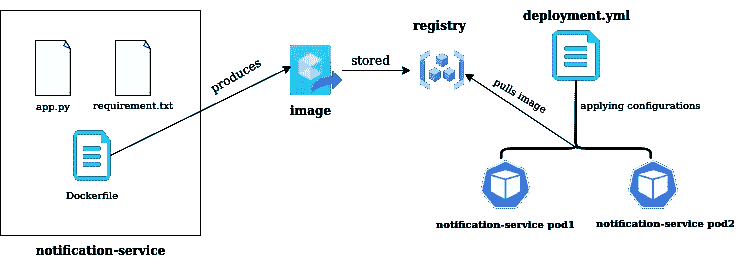 app.py
requirement.txt
Dockerfile
notification-service
produces
image
stored
registry
pulls image
deployment.yml
applying configurations
notification-service pod1
notification-service pod2